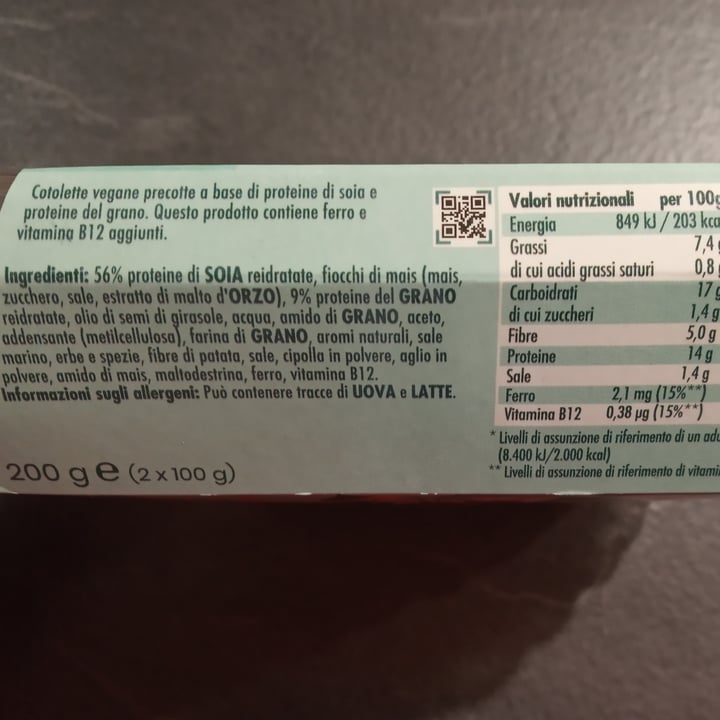 Cotolette vegane precotte a base di proteine di soia e
proteine del grano. Questo prodotto contiene ferro e
vitamina B12 aggiunti.
Ingredienti: 56% proteine di SOIA reidratate, fiocchi di mais (mais,
zucchero, sale, estratto di malto d'ORZO), 9% proteine del GRANO
reidratate, olio di semi di girasole, acqua, amido di GRANO, aceto,
addensante (metilcellulosa), farina di GRANO, aromi naturali, sale
marino, erbe e spezie, fibre di patata, sale, cipolla in polvere, aglio in
polvere, amido di mais, maltodestrina, ferro, vitamina B12.
Informazioni sugli allergeni: Può contenere tracce di UOVA e LATTE.
200 g e (2 x 100 g)
Valori nutrizionali per 100g
Energia 849 kJ / 203 kca
Grassi 7,4
di cui acidi grassi saturi 0,8
Carboidrati 17 g
di cui zuccheri 1,4 g
Fibre 5,0 g
Proteine 14 g
Sale 1,4 g
Ferro 2,1 mg (15%**)
Vitamina B12 0,38 µg (15%**)
* Livelli di assunzione di riferimento di un adu
(8.400 kJ/2.000 kcal)
** Livelli di assunzione di riferimento di vitami